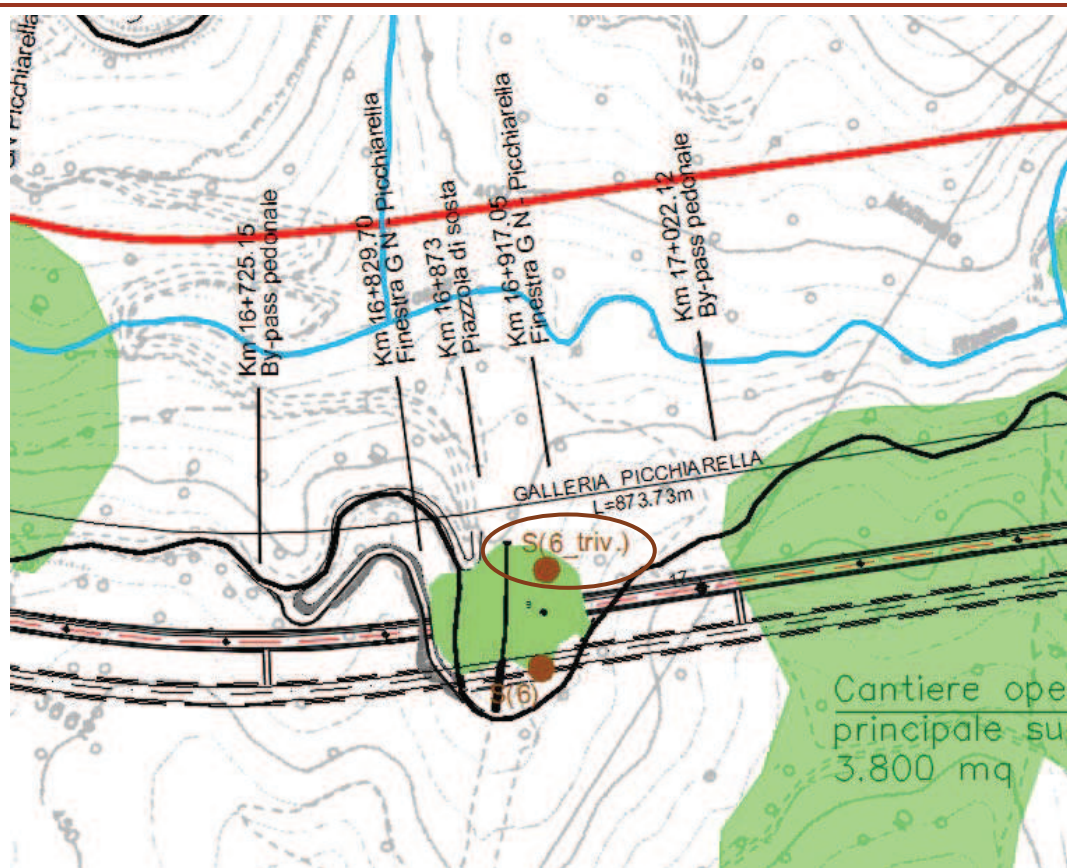 G N Picchiarella
Km 16+725.15
By-pass pedonale
Km 16+829.70
Finestra G N - Picchiarella
Km 16+873
Piazzola di sosta
Km 16+917.05
Finestra G N - Picchiarella
Km 17+022.12
By-pass pedonale
GALLERIA PICCHIARELLA
L=873.73m
S(6_triv.)
17
S(6)
Cantiere ope
principale su
3.800 mq